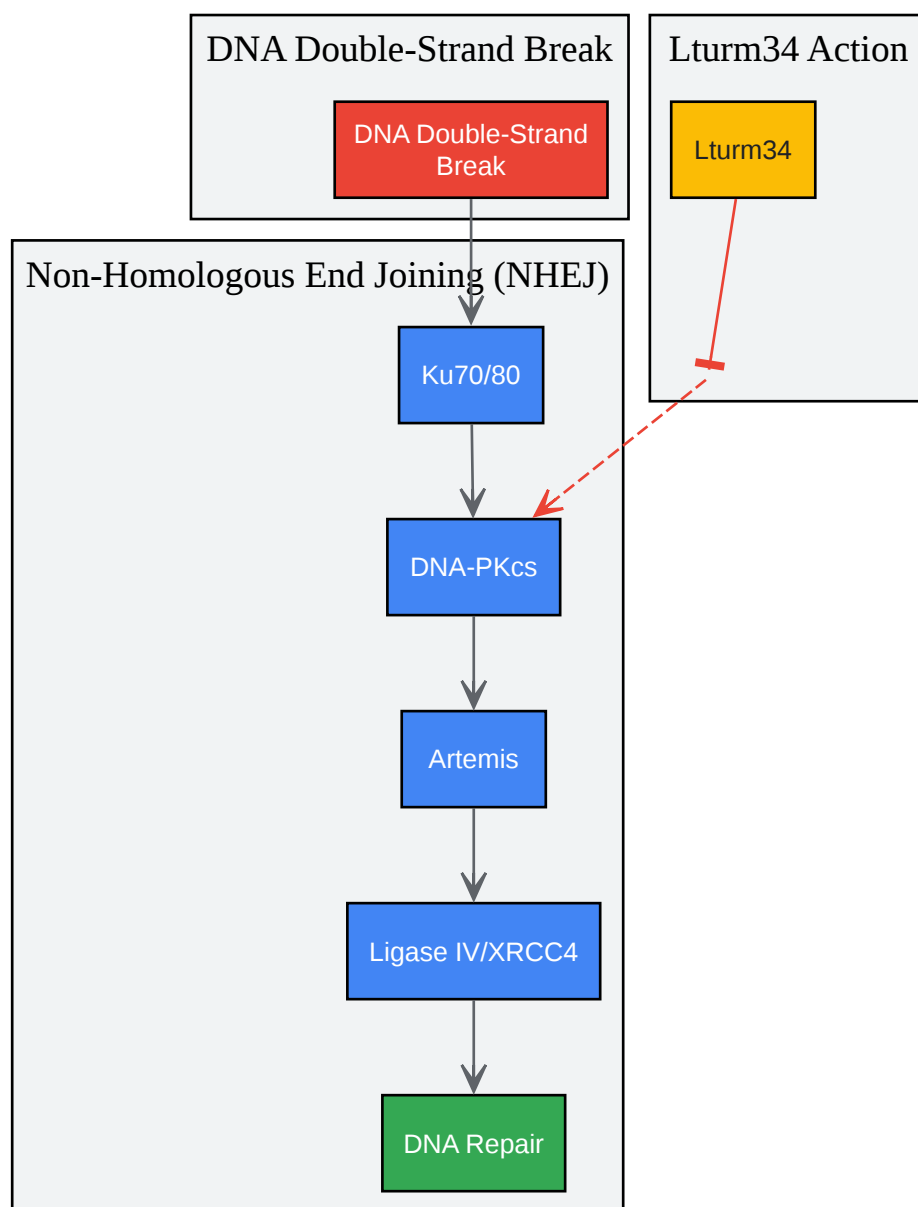 DNA Double-Strand Break
DNA Double-Strand
Break
Lturm34 Action
Lturm34
Non-Homologous End Joining (NHEJ)
Ku70/80
DNA-PKcs
Artemis
Ligase IV/XRCC4
DNA Repair